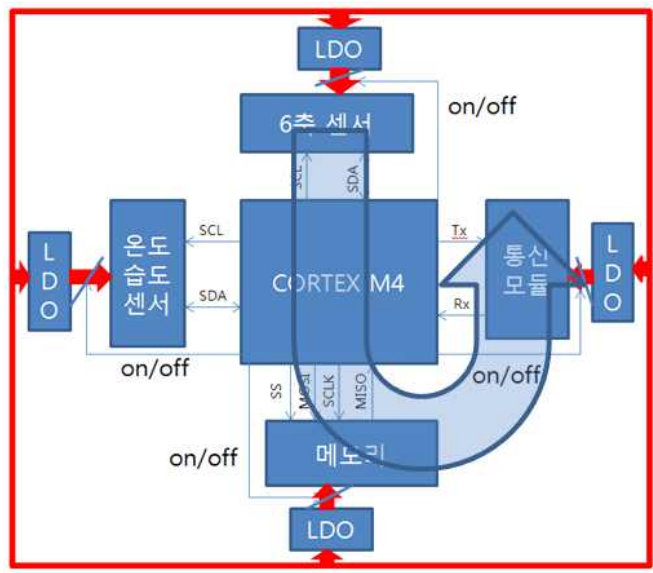 LDO
6축 센서
on/off
SCL
SDA
L
D
O
온도
습도
센서
SCL
SDA
CORTEX M4
Tx
Rx
통신
모듈
L
D
O
on/off
on/off
SS
MOSI
SCLK
MISO
on/off
메모리
LDO